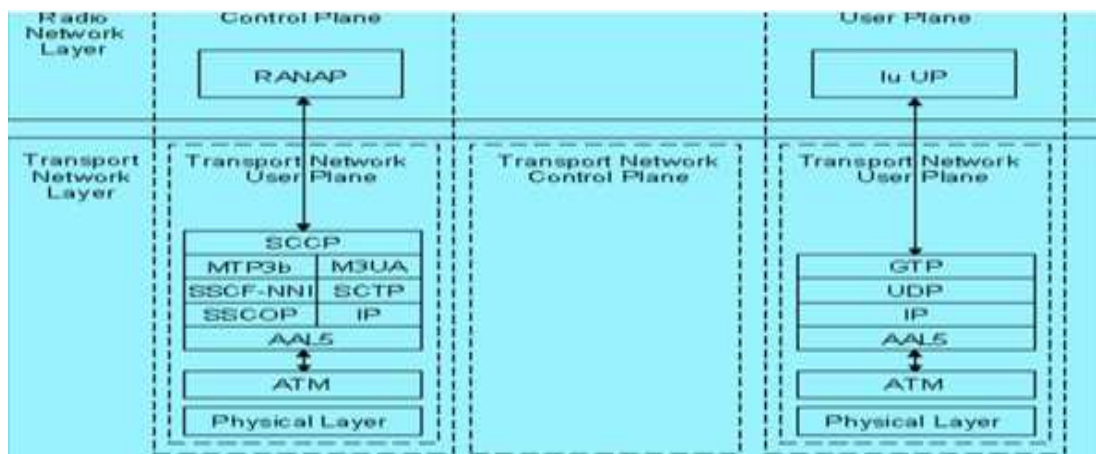 Radio
Network
Layer
Control Plane
User Plane
RANAP
Iu UP
Transport
Network
Layer
Transport Network
User Plane
Transport Network
Control Plane
Transport Network
User Plane
SCCP
MTP3b M3UA
SSCF-NNI SCTP
SSCOP IP
AAL5
ATM
Physical Layer
GTP
UDP
IP
AAL5
ATM
Physical Layer